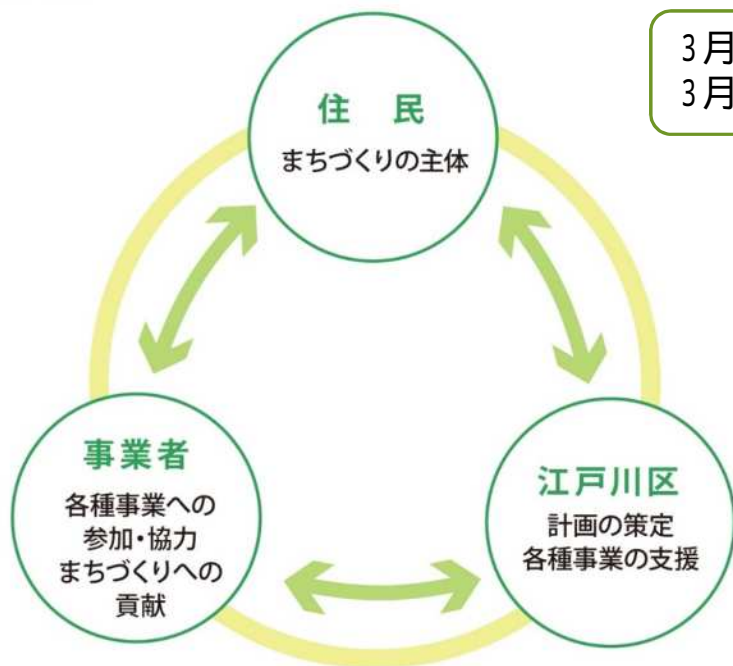 3月
3月
住　民
まちづくりの主体
事業者
各種事業への
参加・協力
まちづくりへの
貢献
江戸川区
計画の策定
各種事業の支援